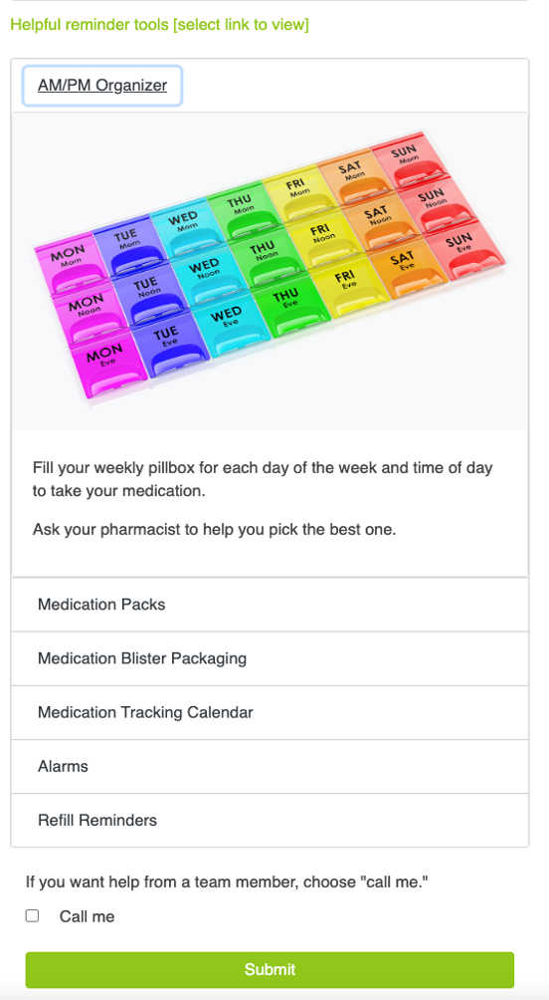 Helpful reminder tools [select link to view]
AM/PM Organizer
MON
Morn
TUE
Morn
WED
Morn
THU
Morn
FRI
Morn
SAT
Morn
SUN
Morn
MON
Noon
TUE
Noon
WED
Noon
THU
Noon
FRI
Noon
SAT
Noon
SUN
Noon
MON
Eve
TUE
Eve
WED
Eve
THU
Eve
FRI
Eve
SAT
Eve
SUN
Eve
Fill your weekly pillbox for each day of the week and time of day
to take your medication.
Ask your pharmacist to help you pick the best one.
Medication Packs
Medication Blister Packaging
Medication Tracking Calendar
Alarms
Refill Reminders
If you want help from a team member, choose "call me."
Call me
Submit